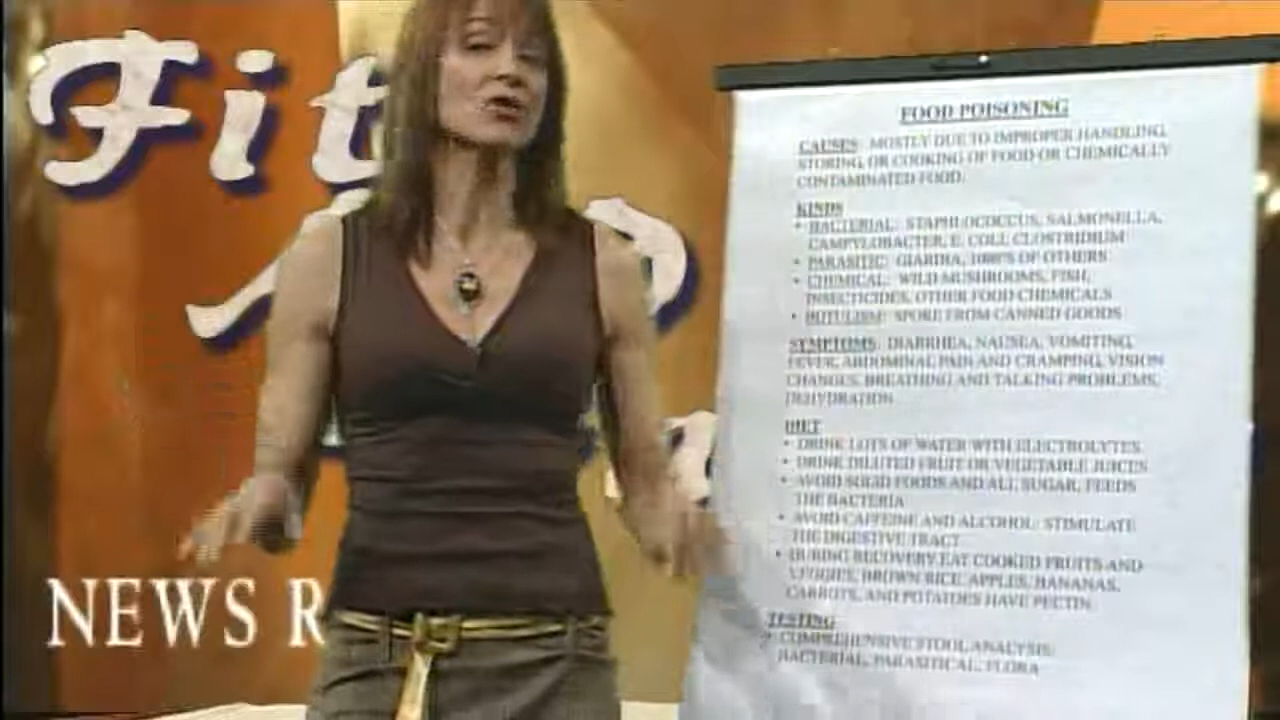 Fit
NEWS R
FOOD POISONING
CAUSES: MOSTLY DUE TO IMPROPER HANDLING,
STORING, OR COOKING OF FOOD OR CHEMICALLY
CONTAMINATED FOOD.
KINDS
• BACTERIAL: STAPHLOCOCCUS, SALMONELLA,
CAMPYLOBACTER, E. COLI, CLOSTRIDIUM
• PARASITIC: GIARDIA, 1000'S OF OTHERS
• CHEMICAL: WILD MUSHROOMS, FISH,
INSECTICIDES, OTHER FOOD CHEMICALS
• BUTULISM: SPORE FROM CANNED GOODS
SYMPTOMS: DIARRHEA, NAUSEA, VOMITING,
FEVER, ABDOMINAL PAIN AND CRAMPING, VISION
CHANGES, BREATHING AND TALKING PROBLEMS,
DEHYDRATION
DIET
• DRINK LOTS OF WATER WITH ELECTROLYTES
• DRINK DILUTED FRUIT OR VEGETABLE JUICES
• AVOID SOLID FOODS AND ALL SUGAR, FEEDS
THE BACTERIA
• AVOID CAFFEINE AND ALCOHOL: STIMULATE
THE DIGESTIVE TRACT
• DURING RECOVERY EAT COOKED FRUITS AND
VEGGIES, BROWN RICE, APPLES, BANANAS,
CARROTS, AND POTATOES HAVE PECTIN
TESTING
• COMPREHENSIVE STOOL ANALYSIS:
BACTERIAL, PARASITICAL, FLORA